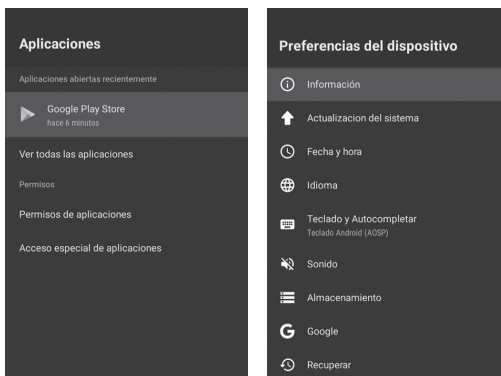 Aplicaciones
Aplicaciones abiertas recientemente
Google Play Store
hace 6 minutos
Ver todas las aplicaciones
Permisos
Permisos de aplicaciones
Acceso especial de aplicaciones
Preferencias del dispositivo
Información
Actualizacion del sistema
Fecha y hora
Idioma
Teclado y Autocompletar
Teclado Android (AOSP)
Sonido
Almacenamiento
Google
Recuperar